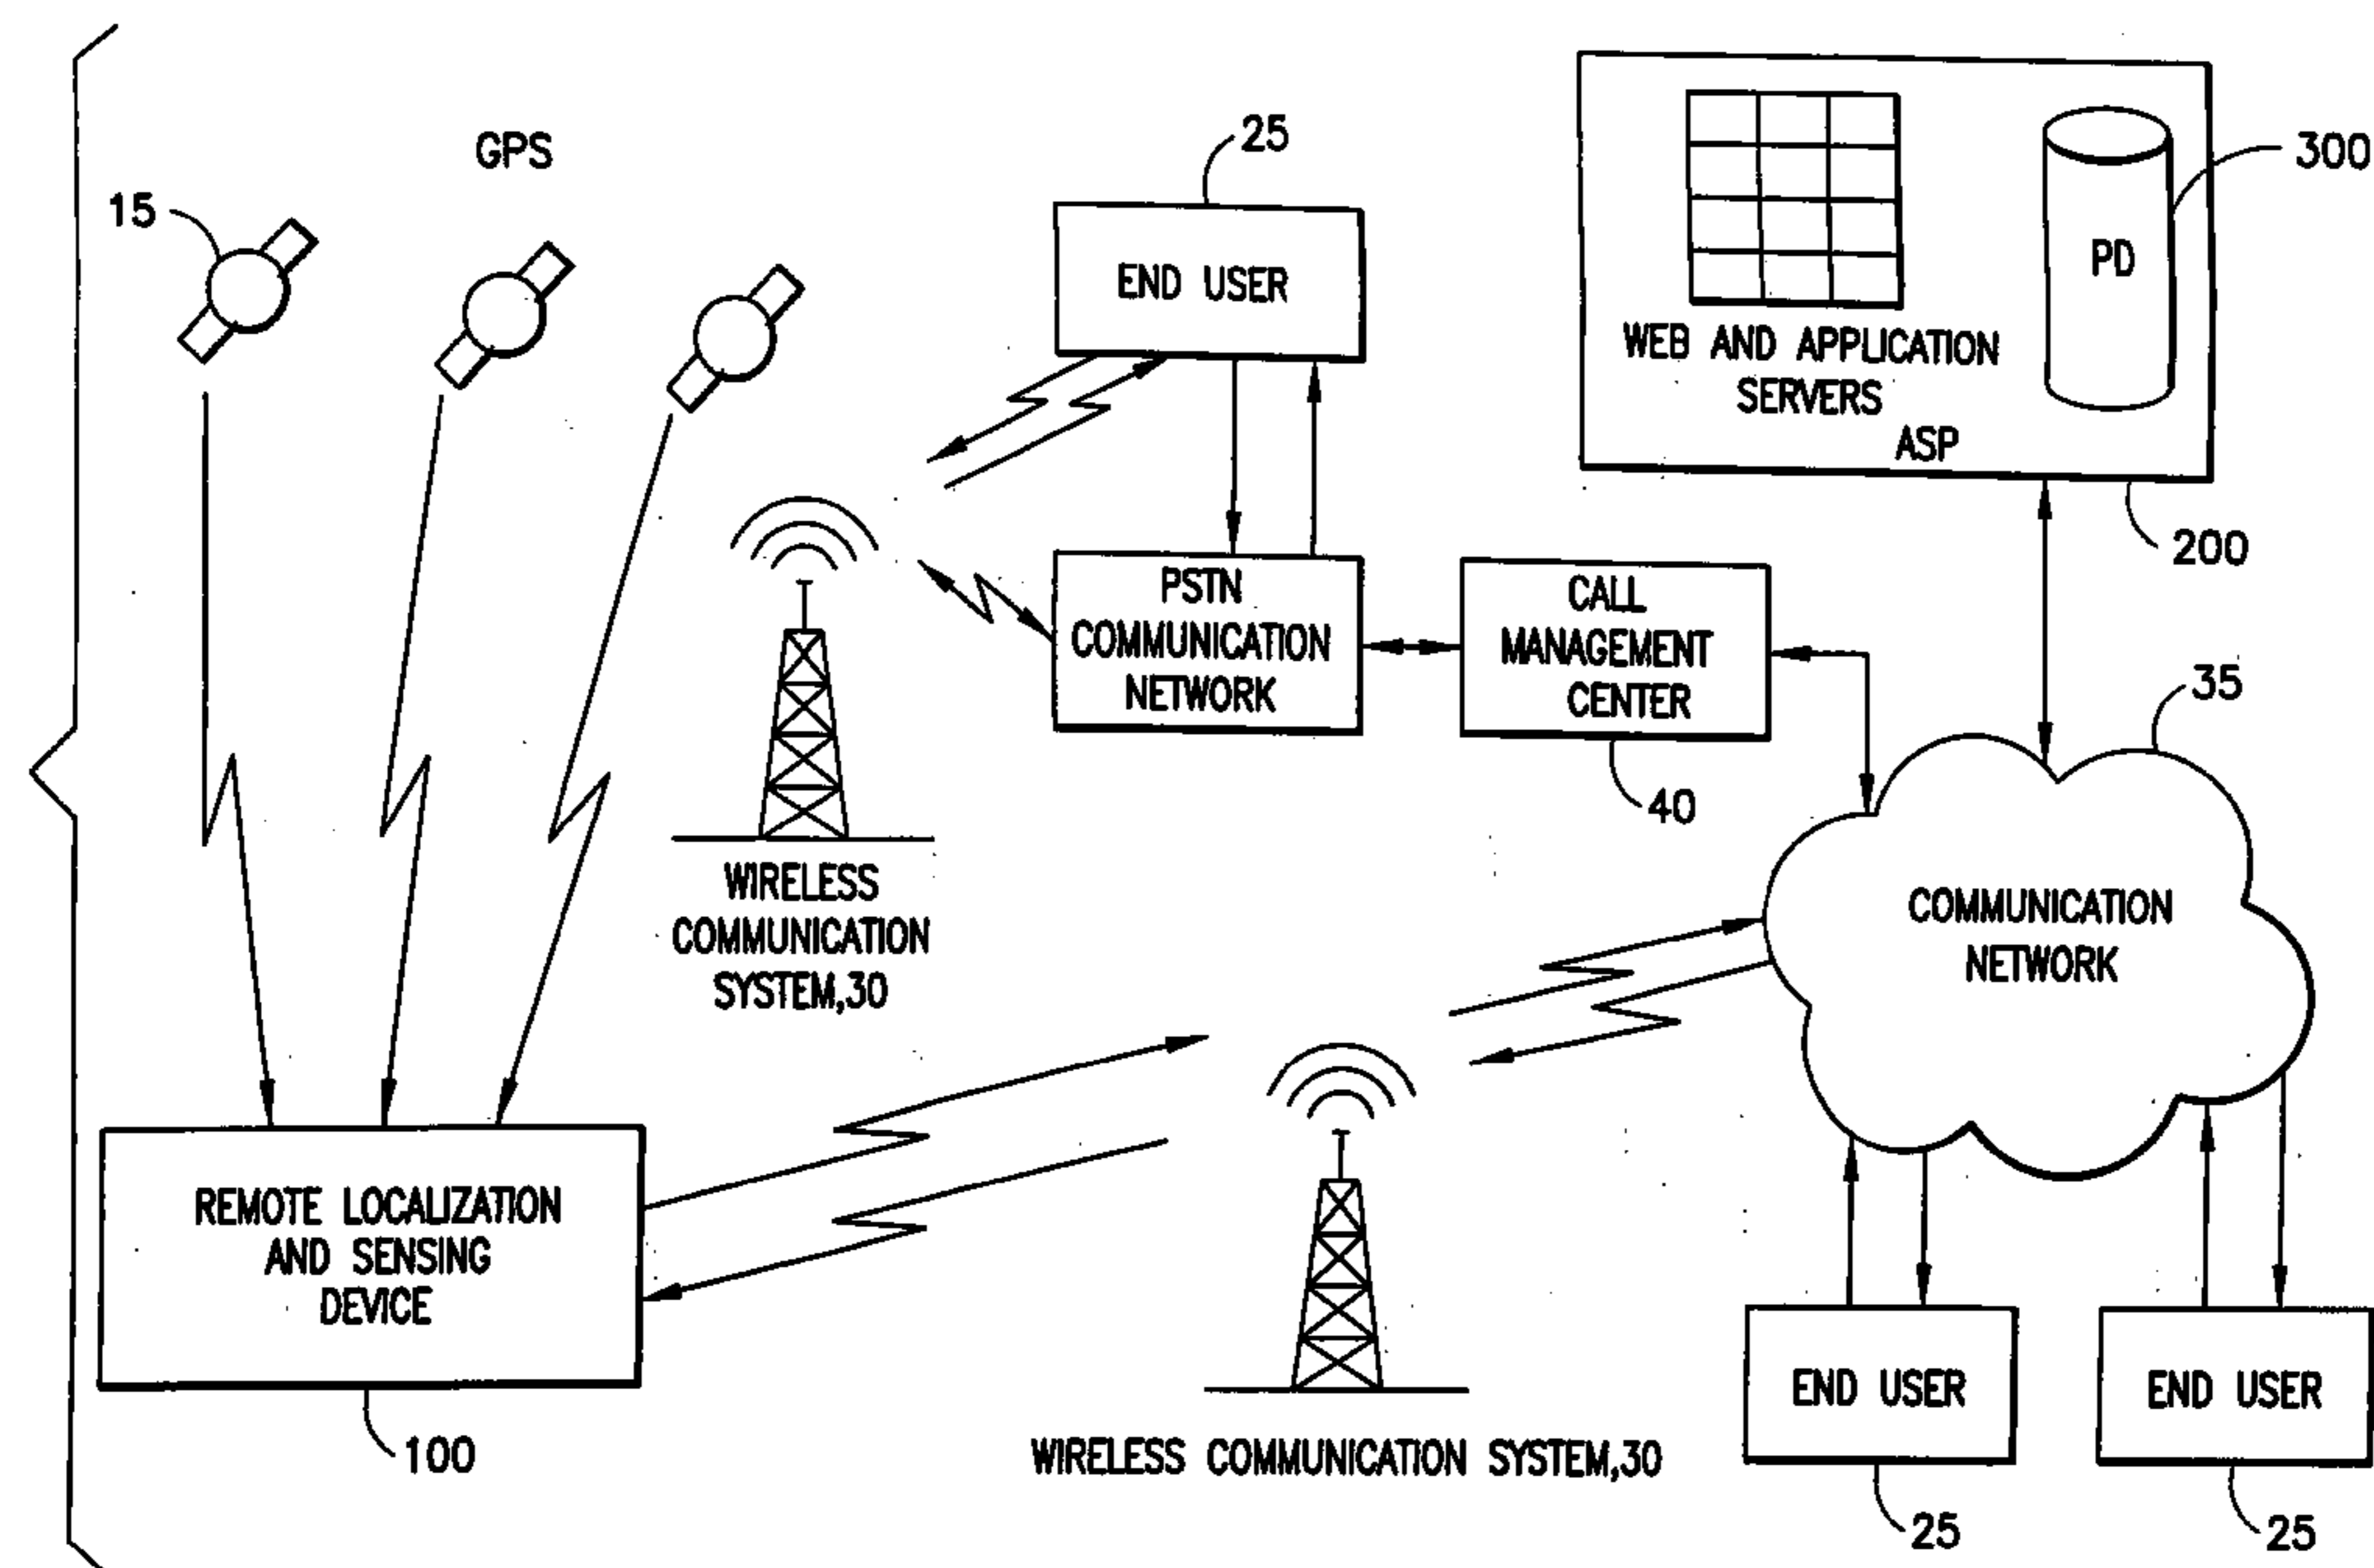 GPS
15
25
END USER
300
PD
WEB AND APPLICATION
SERVERS
ASP
200
PSTN
COMMUNICATION
NETWORK
CALL
MANAGEMENT
CENTER
40
35
WIRELESS
COMMUNICATION
SYSTEM,30
COMMUNICATION
NETWORK
REMOTE LOCALIZATION
AND SENSING
DEVICE
100
WIRELESS COMMUNICATION SYSTEM,30
END USER
25
END USER
25